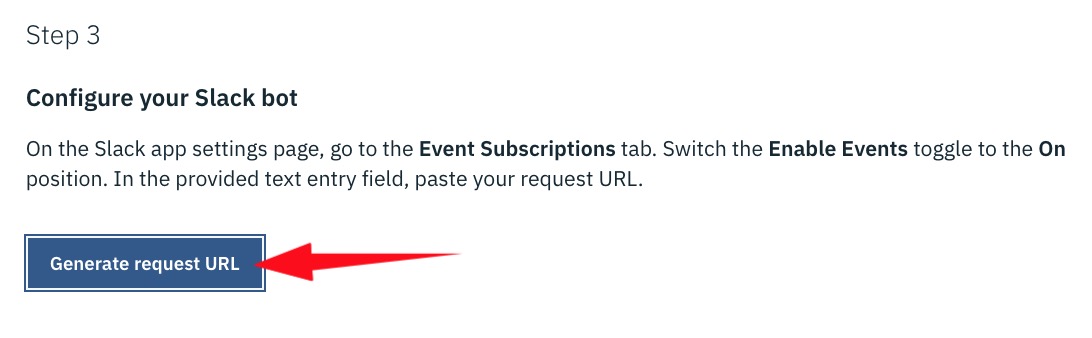 Step 3
Configure your Slack bot
On the Slack app settings page, go to the Event Subscriptions tab. Switch the Enable Events toggle to the On
position. In the provided text entry field, paste your request URL.
Generate request URL